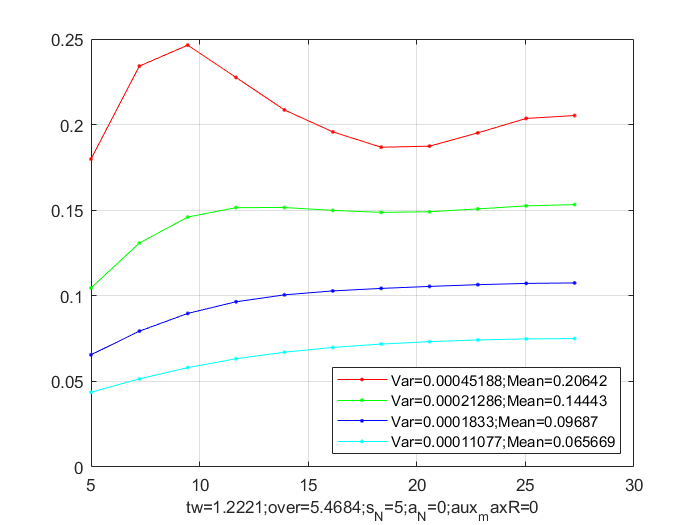 0.25
0.2
0.15
0.1
0.05
0
5
10
15
20
25
30
Var=0.00045188;Mean=0.20642
Var=0.00021286;Mean=0.14443
Var=0.0001833;Mean=0.09687
Var=0.00011077;Mean=0.065669
tw=1.2221;over=5.4684;s_N=5;a_N=0;aux_maxR=0